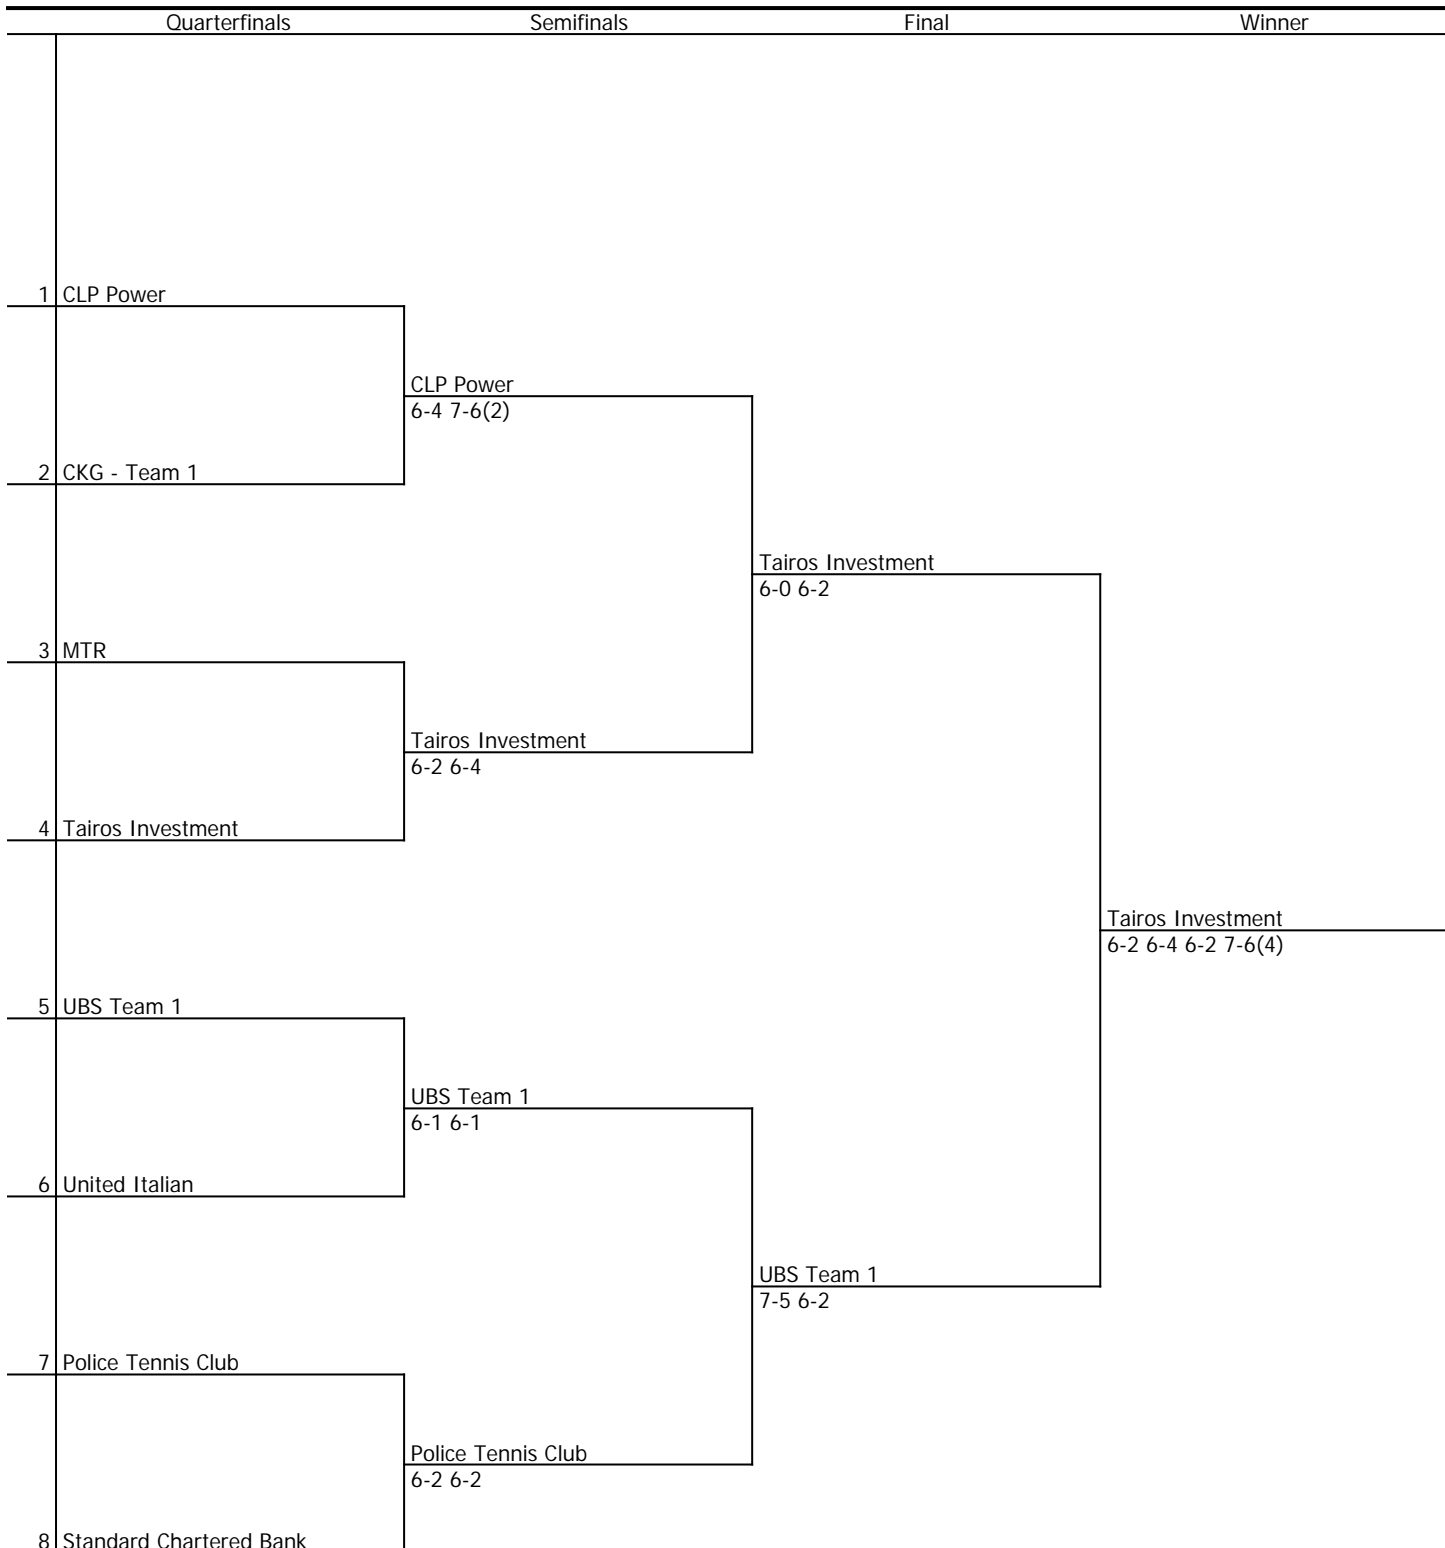 Quarterfinals Semifinals Final Winner
1 CLP Power
CLP Power
6-4 7-6(2)
2 CKG - Team 1
Tairos Investment
6-0 6-2
3 MTR
Tairos Investment
6-2 6-4
4 Tairos Investment
Tairos Investment
6-2 6-4 6-2 7-6(4)
5 UBS Team 1
UBS Team 1
6-1 6-1
6 United Italian
UBS Team 1
7-5 6-2
7 Police Tennis Club
Police Tennis Club
6-2 6-2
8 Standard Chartered Bank